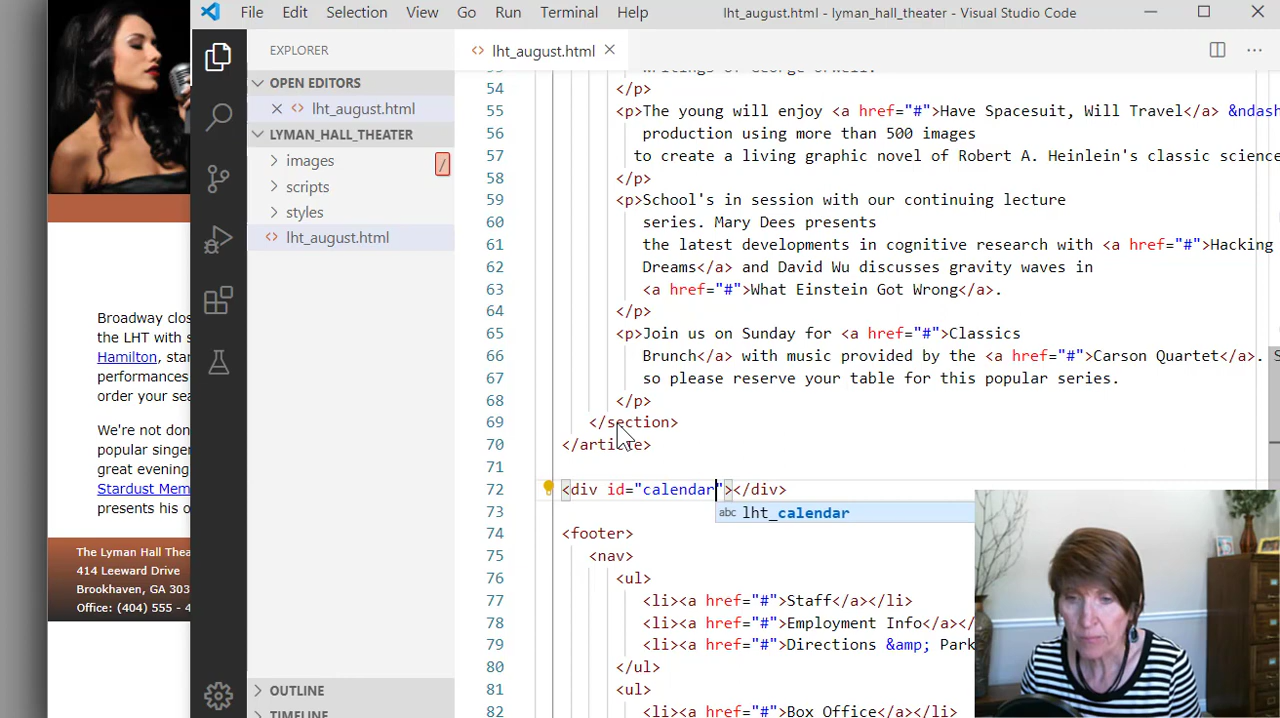 File Edit Selection View Go Run Terminal Help
lht_august.html - lyman_hall_theater - Visual Studio Code
EXPLORER
OPEN EDITORS
lht_august.html
LYMAN_HALL_THEATER
images
/
scripts
styles
lht_august.html
OUTLINE
TIMELINE
lht_august.html
writings of George Orwell.
54 </p>
55 <p>The young will enjoy <a href="#">Have Spacesuit, Will Travel</a> &ndash
56 production using more than 500 images
57 to create a living graphic novel of Robert A. Heinlein's classic science
58 </p>
59 <p>School's in session with our continuing lecture
60 series. Mary Dees presents
61 the latest developments in cognitive research with <a href="#">Hacking
62 Dreams</a> and David Wu discusses gravity waves in
63 <a href="#">What Einstein Got Wrong</a>.
64 </p>
65 <p>Join us on Sunday for <a href="#">Classics
66 Brunch</a> with music provided by the <a href="#">Carson Quartet</a>. S
67 so please reserve your table for this popular series.
68 </p>
69 </section>
70 </article>
71
72 <div id="calendar"></div>
abc lht_calendar
73
74 <footer>
75 <nav>
76 <ul>
77 <li><a href="#">Staff</a></li>
78 <li><a href="#">Employment Info</a></
79 <li><a href="#">Directions &amp; Park
80 </ul>
81 <ul>
82 <li><a href="#">Box Office</a></li>
Broadway clos
the LHT with s
Hamilton, star
performances
order your sea
We're not don
popular singer
great evening
Stardust Mem
presents his o
The Lyman Hall Thea
414 Leeward Drive
Brookhaven, GA 303
Office: (404) 555 - 4